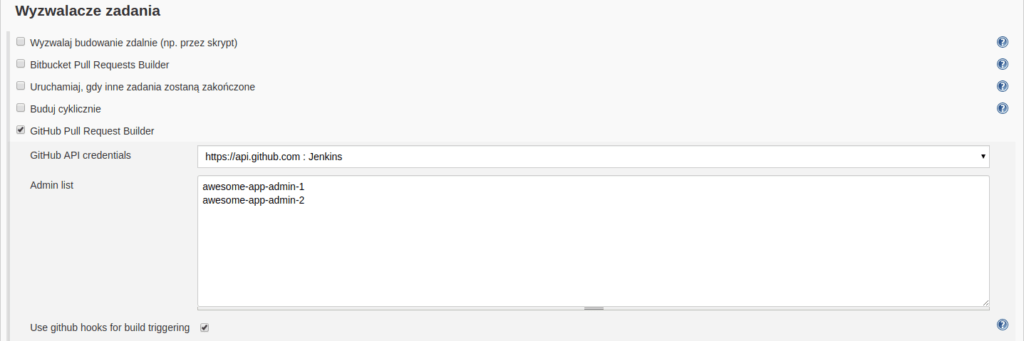 Wyzwalacze zadania
Wyzwalaj budowanie zdalnie (np. przez skrypt)
Bitbucket Pull Requests Builder
Uruchamiaj, gdy inne zadania zostaną zakończone
Buduj cyklicznie
GitHub Pull Request Builder
GitHub API credentials
https://api.github.com : Jenkins
Admin list
awesome-app-admin-1
awesome-app-admin-2
Use github hooks for build triggering